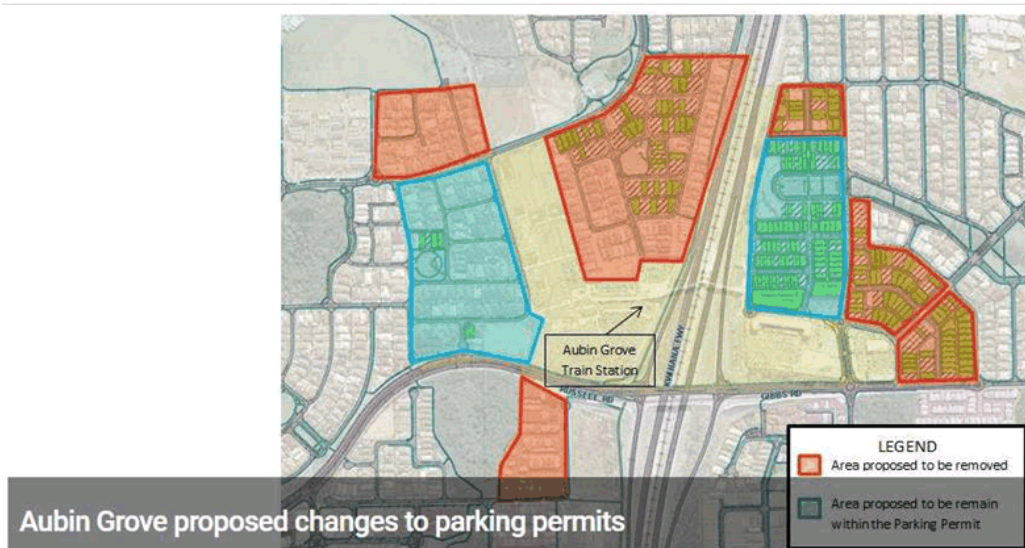 Aubin Grove
Train Station
KWINANA FWY
RUSSELL RD
GIBBS RD
LEGEND
Area proposed to be removed
Area proposed to be remain
within the Parking Permit
Aubin Grove proposed changes to parking permits